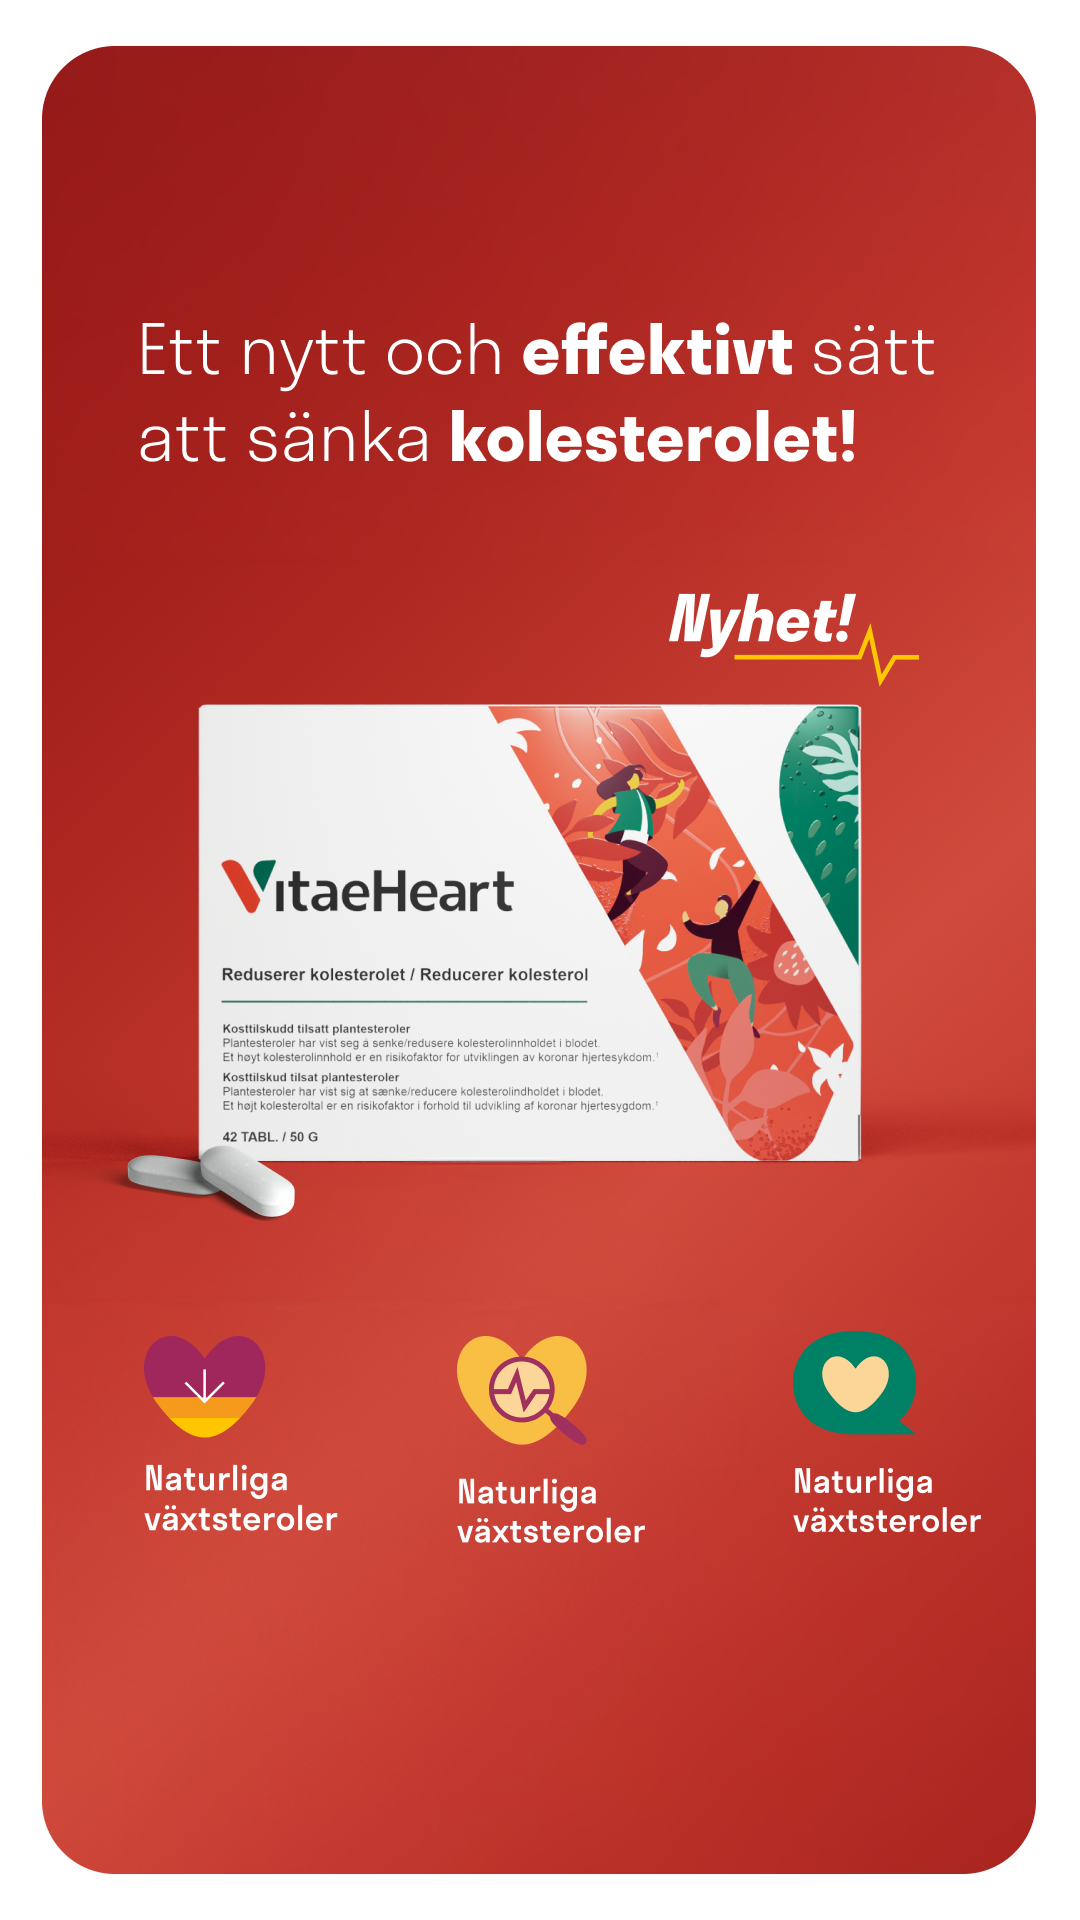 Ett nytt och effektivt sätt
att sänka kolesterolet!
Nyhet!
VitaeHeart
Reduserer kolesterolet / Reducerer kolesterol
Kosttilskudd tilsatt plantesteroler
Plantesteroler har vist seg å senke/redusere kolesterolinnholdet i blodet.
Et høyt kolesterolinnhold er en risikofaktor for utviklingen av koronar hjertesykdom.¹
Kosttilskud tilsat plantesteroler
Plantesteroler har vist sig at sænke/reducere kolesterolindholdet i blodet.
Et højt kolesteroltal er en risikofaktor i forhold til udvikling af koronar hjertesygdom.¹
42 TABL. / 50 G
Naturliga
växtsteroler
Naturliga
växtsteroler
Naturliga
växtsteroler